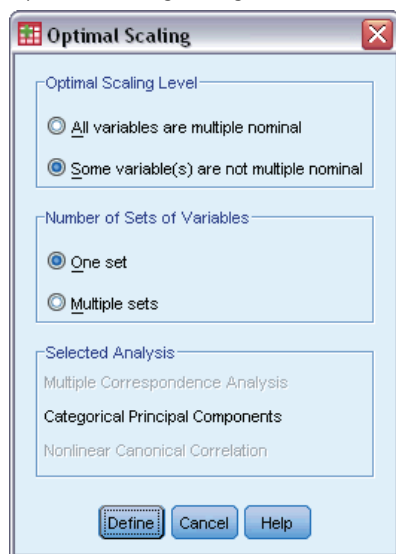 Optimal Scaling
Optimal Scaling Level
All variables are multiple nominal
Some variable(s) are not multiple nominal
Number of Sets of Variables
One set
Multiple sets
Selected Analysis
Multiple Correspondence Analysis
Categorical Principal Components
Nonlinear Canonical Correlation
Define Cancel Help